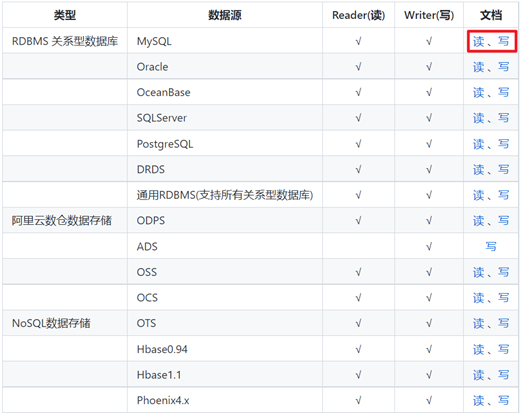 类型 数据源 Reader(读) Writer(写) 文档
RDBMS 关系型数据库 MySQL √ √ 读 、写
Oracle √ √ 读 、写
OceanBase √ √ 读 、写
SQLServer √ √ 读 、写
PostgreSQL √ √ 读 、写
DRDS √ √ 读 、写
通用RDBMS(支持所有关系型数据库) √ √ 读 、写
阿里云数仓数据存储 ODPS √ √ 读 、写
ADS √ 写
OSS √ √ 读 、写
OCS √ √ 读 、写
NoSQL数据存储 OTS √ √ 读 、写
Hbase0.94 √ √ 读 、写
Hbase1.1 √ √ 读 、写
Phoenix4.x √ √ 读 、写